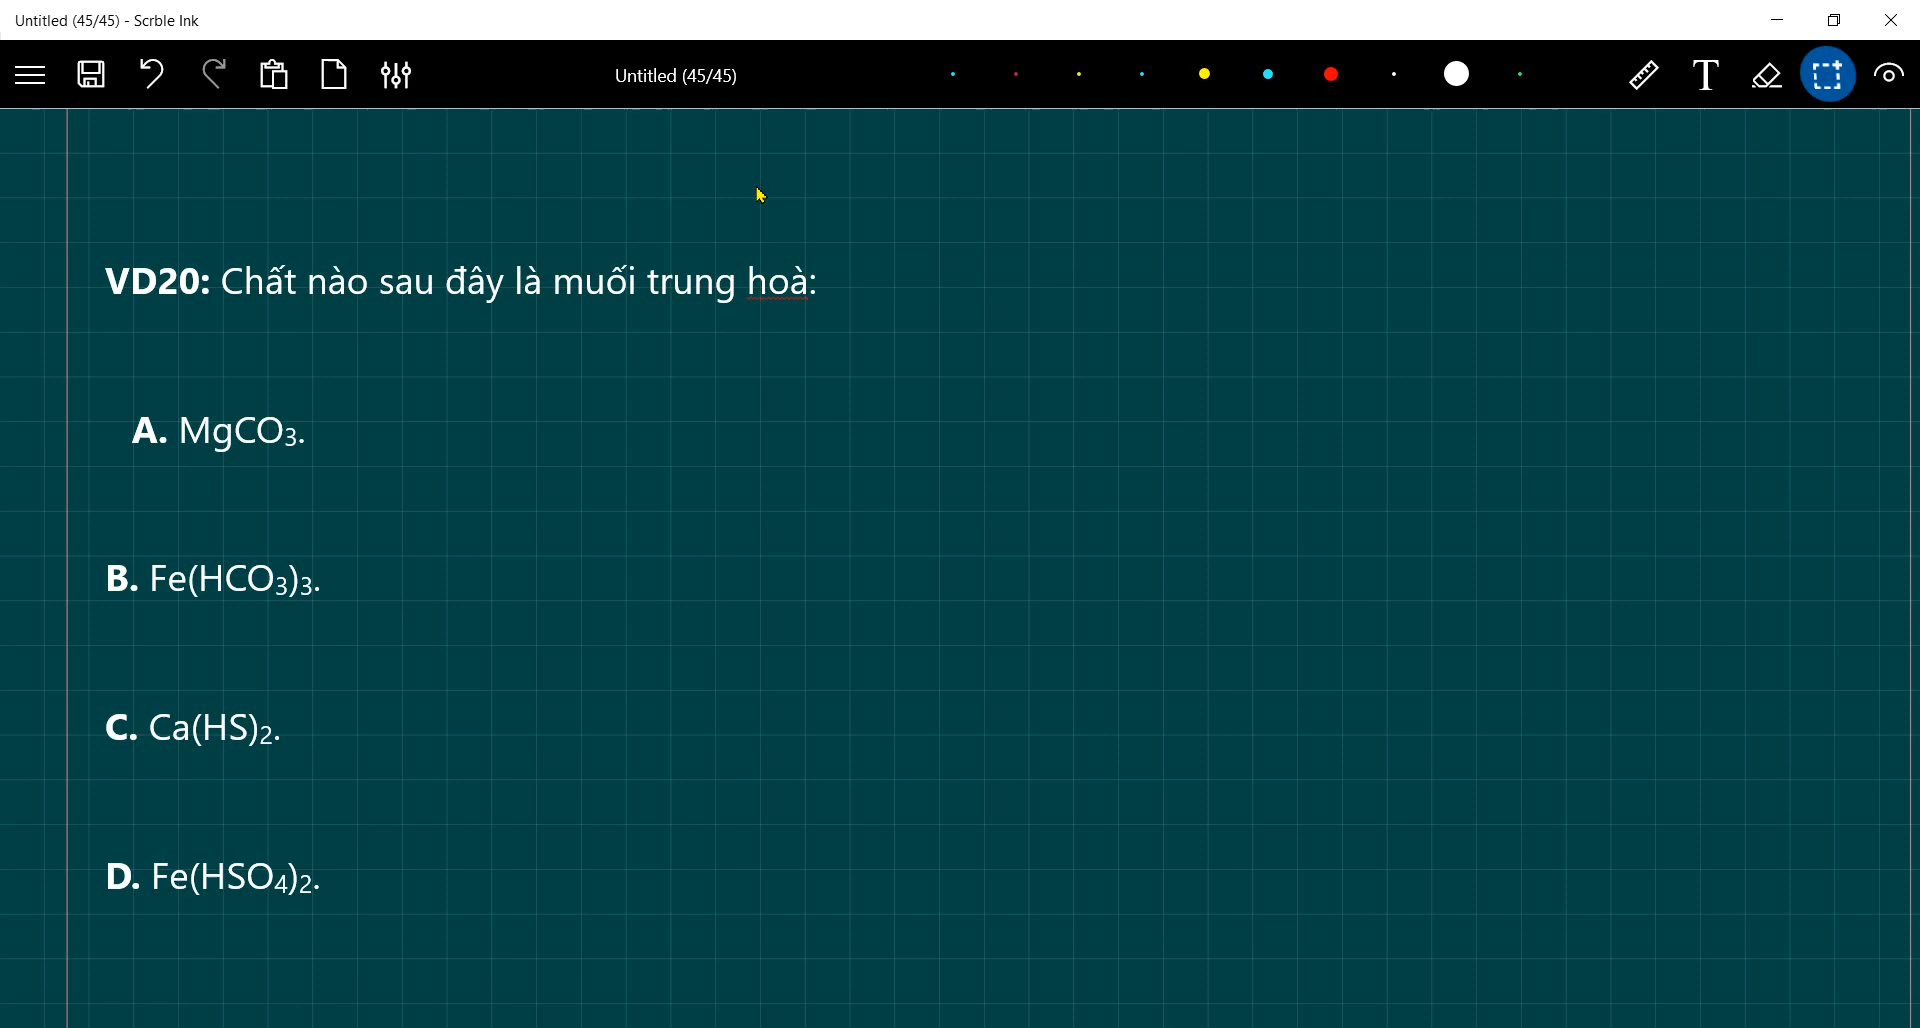 Untitled (45/45) - Scrble Ink
Untitled (45/45)
T
VD20: Chất nào sau đây là muối trung hoà:
A. MgCO₃.
B. Fe(HCO₃)₃.
C. Ca(HS)₂.
D. Fe(HSO₄)₂.